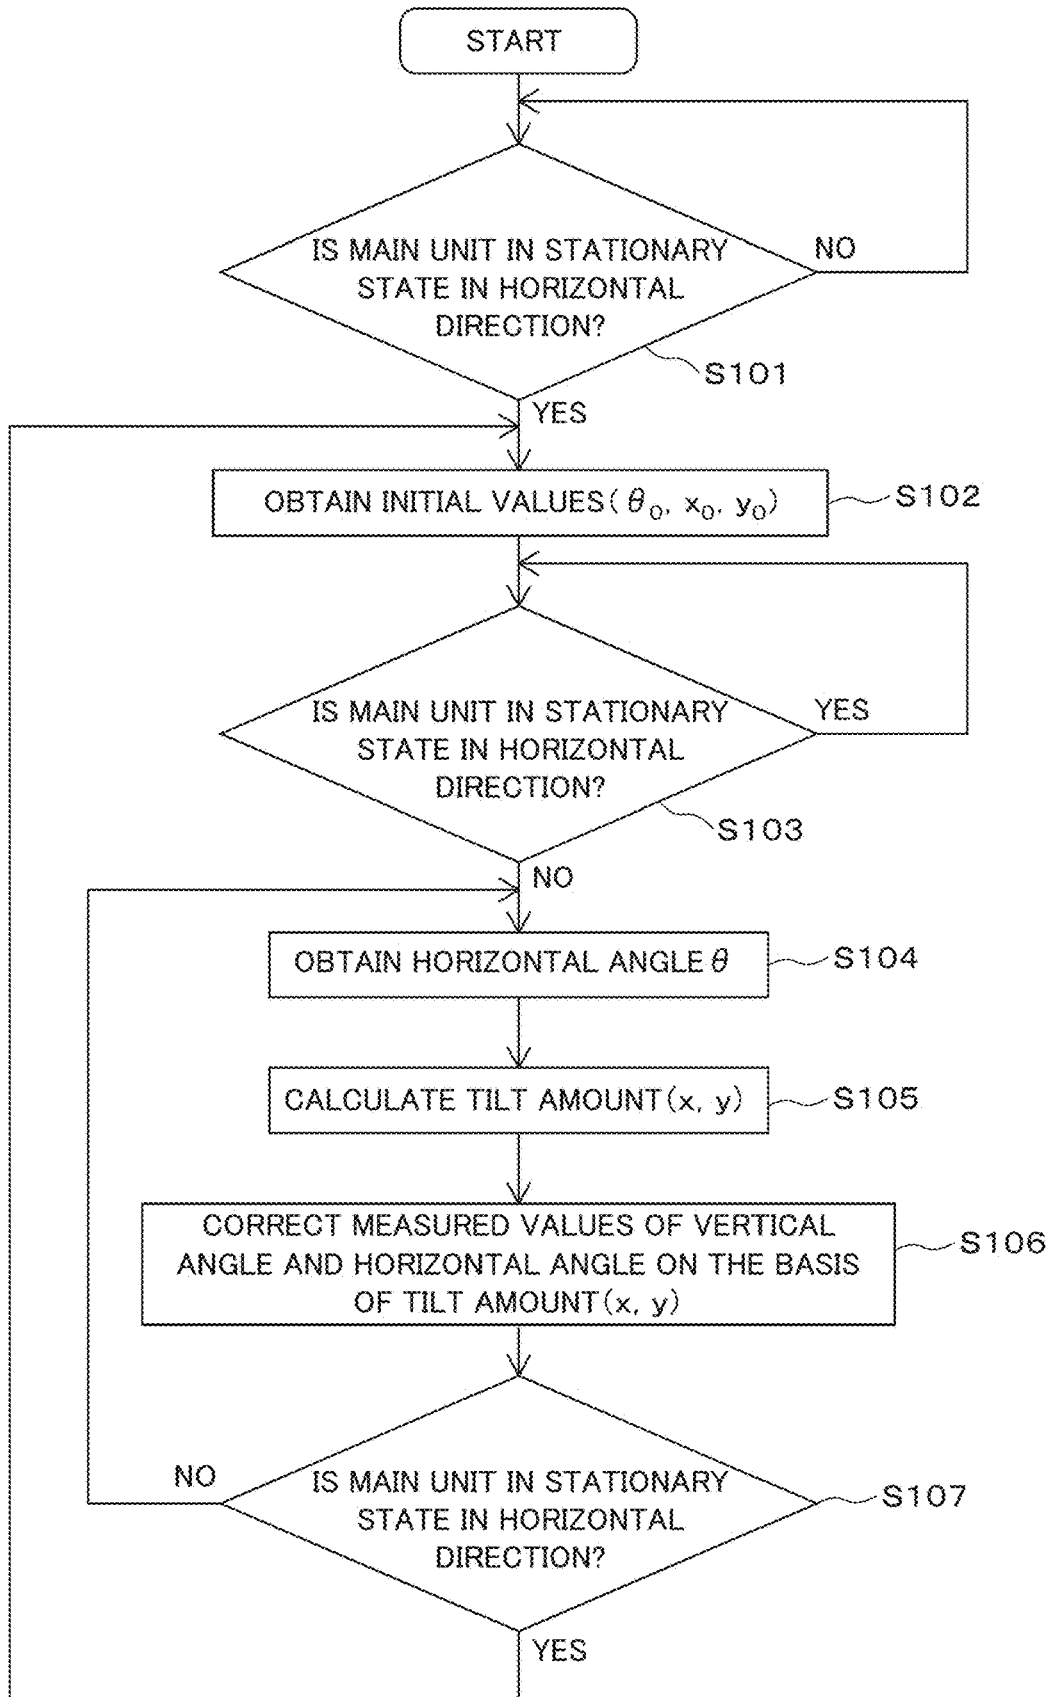 START
IS MAIN UNIT IN STATIONARY
STATE IN HORIZONTAL
DIRECTION?
NO
S101
YES
OBTAIN INITIAL VALUES(θ₀, x₀, y₀)
S102
IS MAIN UNIT IN STATIONARY
STATE IN HORIZONTAL
DIRECTION?
YES
S103
NO
OBTAIN HORIZONTAL ANGLE θ
S104
CALCULATE TILT AMOUNT(x, y)
S105
CORRECT MEASURED VALUES OF VERTICAL
ANGLE AND HORIZONTAL ANGLE ON THE BASIS
OF TILT AMOUNT(x, y)
S106
NO
IS MAIN UNIT IN STATIONARY
STATE IN HORIZONTAL
DIRECTION?
S107
YES